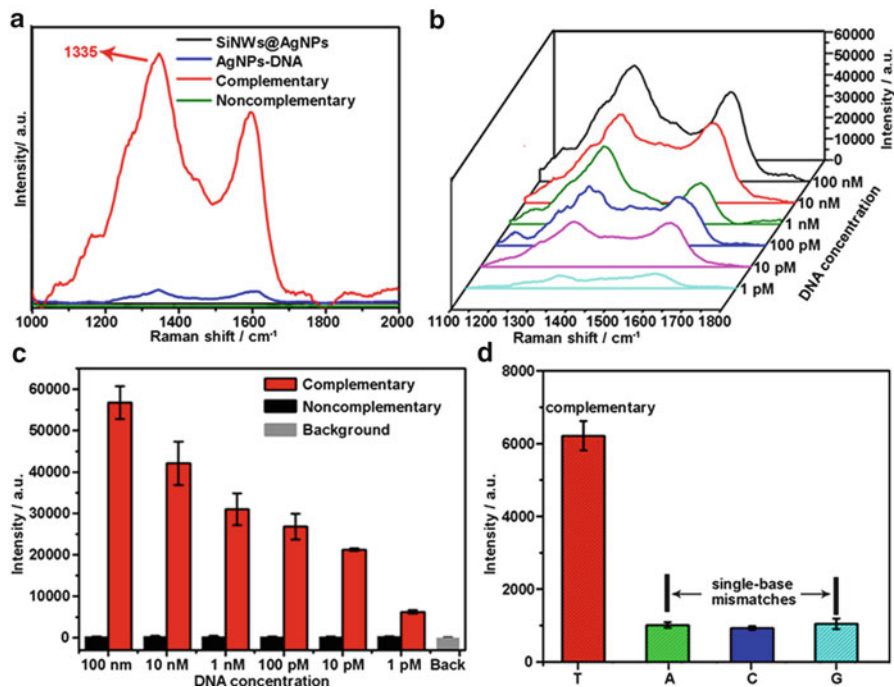 a
1335
SiNWs@AgNPs
AgNPs-DNA
Complementary
Noncomplementary
Intensity/ a.u.
1000 1200 1400 1600 1800 2000
Raman shift / cm-1
b
60000
50000
40000
30000
20000
10000
0
Intensity / a.u.
100 nM
10 nM
1 nM
100 pM
10 pM
1 pM
DNA concentration
1100 1200 1300 1400 1500 1600 1700 1800
Raman shift / cm-1
c
60000
50000
40000
30000
20000
10000
0
Intensity / a.u.
Complementary
Noncomplementary
Background
100 nm 10 nM 1 nM 100 pM 10 pM 1 pM Back
DNA concentration
d
8000
6000
4000
2000
0
Intensity / a.u.
complementary
single-base
mismatches
T A C G